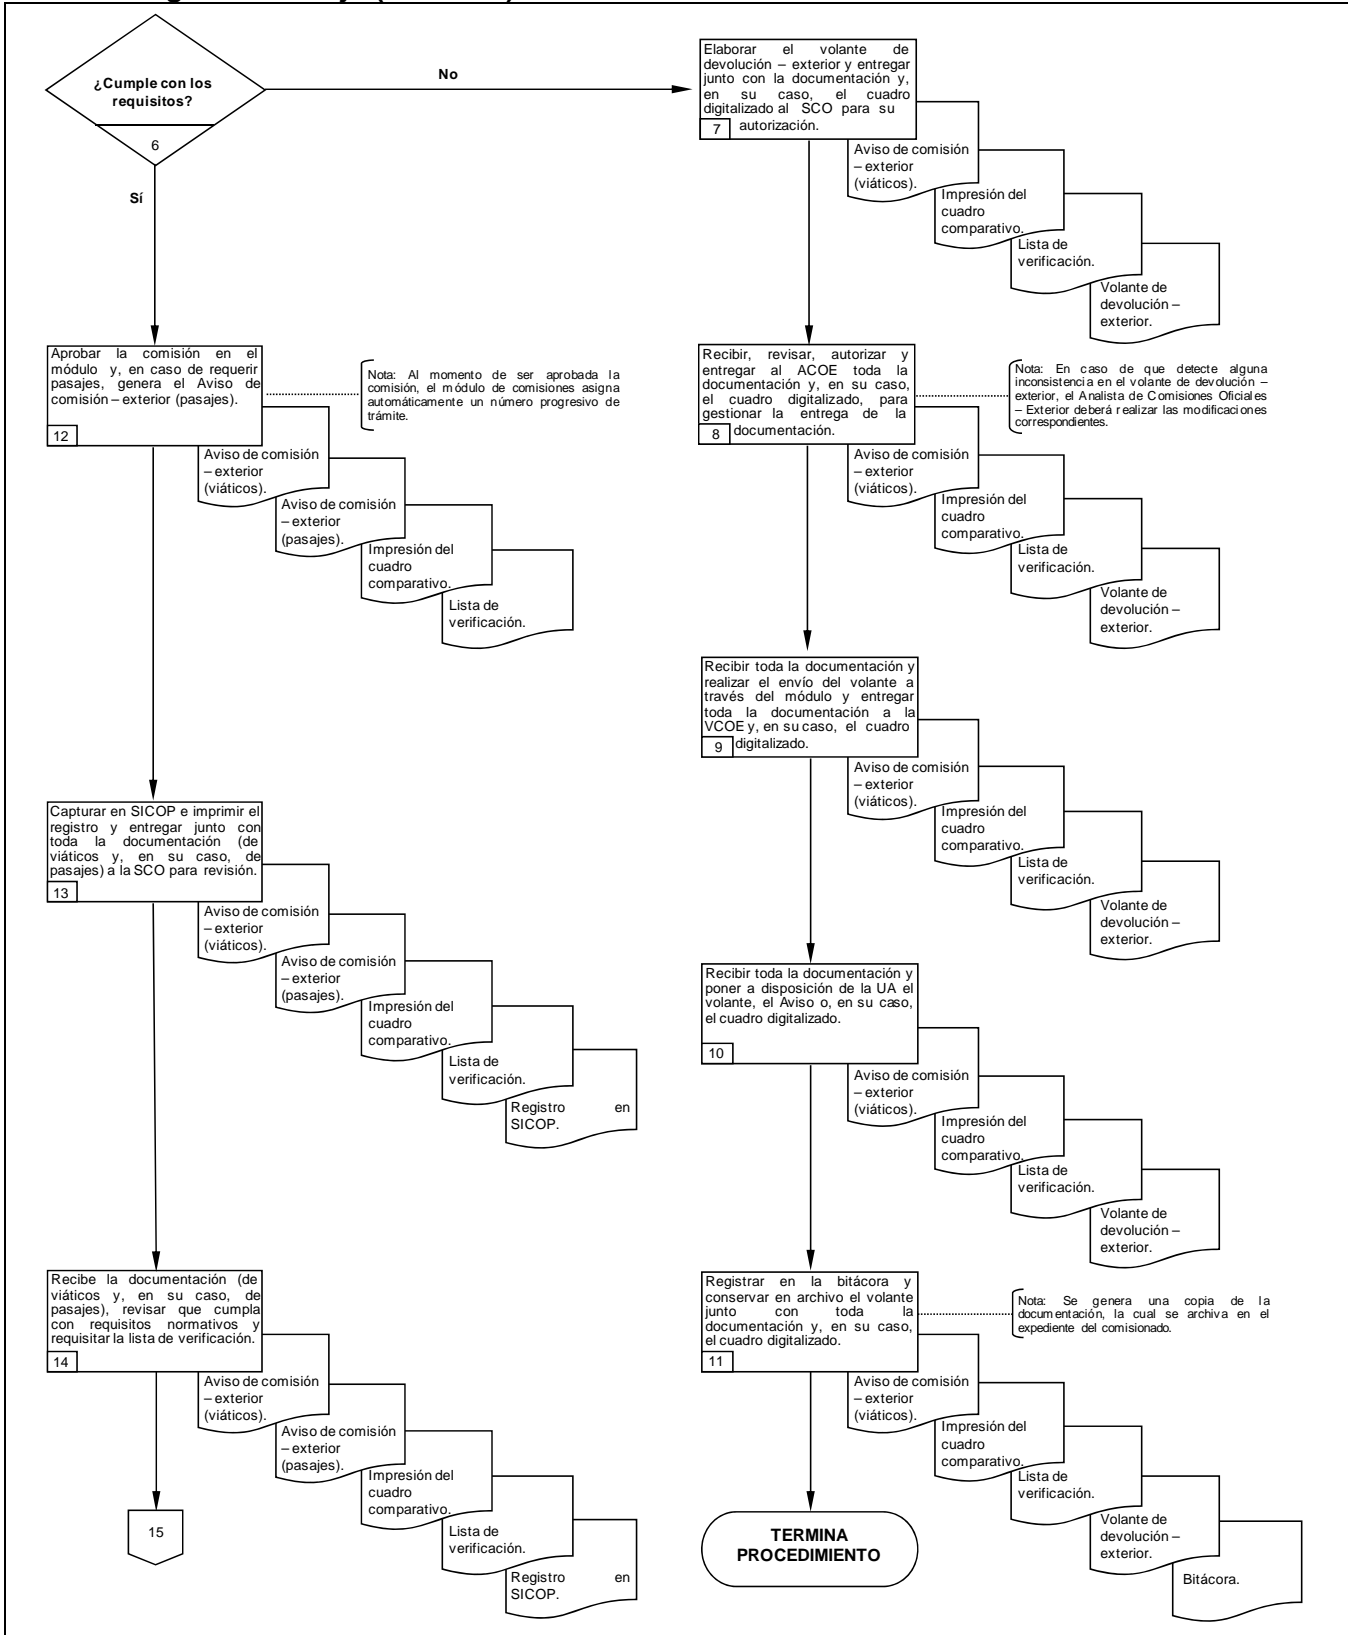 ¿Cumple con los
requisitos?
6
No
Sí
Elaborar el volante de
devolución – exterior y entregar
junto con la documentación y,
en su caso, el cuadro
digitalizado al SCO para su
7 autorización.
Aviso de comisión
– exterior
(viáticos).
Impresión del
cuadro
comparativo.
Lista de
verificación.
Volante de
devolución –
exterior.
Aprobar la comisión en el
módulo y, en caso de requerir
pasajes, genera el Aviso de
comisión – exterior (pasajes).
12
Nota: Al momento de ser aprobada la
comisión, el módulo de comisiones asigna
automáticamente un número progresivo de
trámite.
Aviso de comisión
– exterior
(viáticos).
Aviso de comisión
– exterior
(pasajes).
Impresión del
cuadro
comparativo.
Lista de
verificación.
Recibir, revisar, autorizar y
entregar al ACOE toda la
documentación y, en su caso,
el cuadro digitalizado, para
gestionar la entrega de la
8 documentación.
Nota: En caso de que detecte alguna
inconsistencia en el volante de devolución –
exterior, el Analista de Comisiones Oficiales
– Exterior deberá realizar las modificaciones
correspondientes.
Aviso de comisión
– exterior
(viáticos).
Impresión del
cuadro
comparativo.
Lista de
verificación.
Volante de
devolución –
exterior.
Recibir toda la documentación y
realizar el envío del volante a
través del módulo y entregar
toda la documentación a la
VCOE y, en su caso, el cuadro
9 digitalizado.
Aviso de comisión
– exterior
(viáticos).
Impresión del
cuadro
comparativo.
Lista de
verificación.
Volante de
devolución –
exterior.
Capturar en SICOP e imprimir el
registro y entregar junto con
toda la documentación (de
viáticos y, en su caso, de
pasajes) a la SCO para revisión.
13
Aviso de comisión
– exterior
(viáticos).
Aviso de comisión
– exterior
(pasajes).
Impresión del
cuadro
comparativo.
Lista de
verificación.
Registro en
SICOP.
Recibir toda la documentación y
poner a disposición de la UA el
volante, el Aviso o, en su caso,
el cuadro digitalizado.
10
Aviso de comisión
– exterior
(viáticos).
Impresión del
cuadro
comparativo.
Lista de
verificación.
Volante de
devolución –
exterior.
Recibe la documentación (de
viáticos y, en su caso, de
pasajes), revisar que cumpla
con requisitos normativos y
requisitar la lista de verificación.
14
Aviso de comisión
– exterior
(viáticos).
Aviso de comisión
– exterior
(pasajes).
Impresión del
cuadro
comparativo.
Lista de
verificación.
Registro en
SICOP.
15
Registrar en la bitácora y
conservar en archivo el volante
junto con toda la
documentación y, en su caso,
el cuadro digitalizado.
11
Nota: Se genera una copia de la
documentación, la cual se archiva en el
expediente del comisionado.
Aviso de comisión
– exterior
(viáticos).
Impresión del
cuadro
comparativo.
Lista de
verificación.
Volante de
devolución –
exterior.
Bitácora.
TERMINA
PROCEDIMIENTO